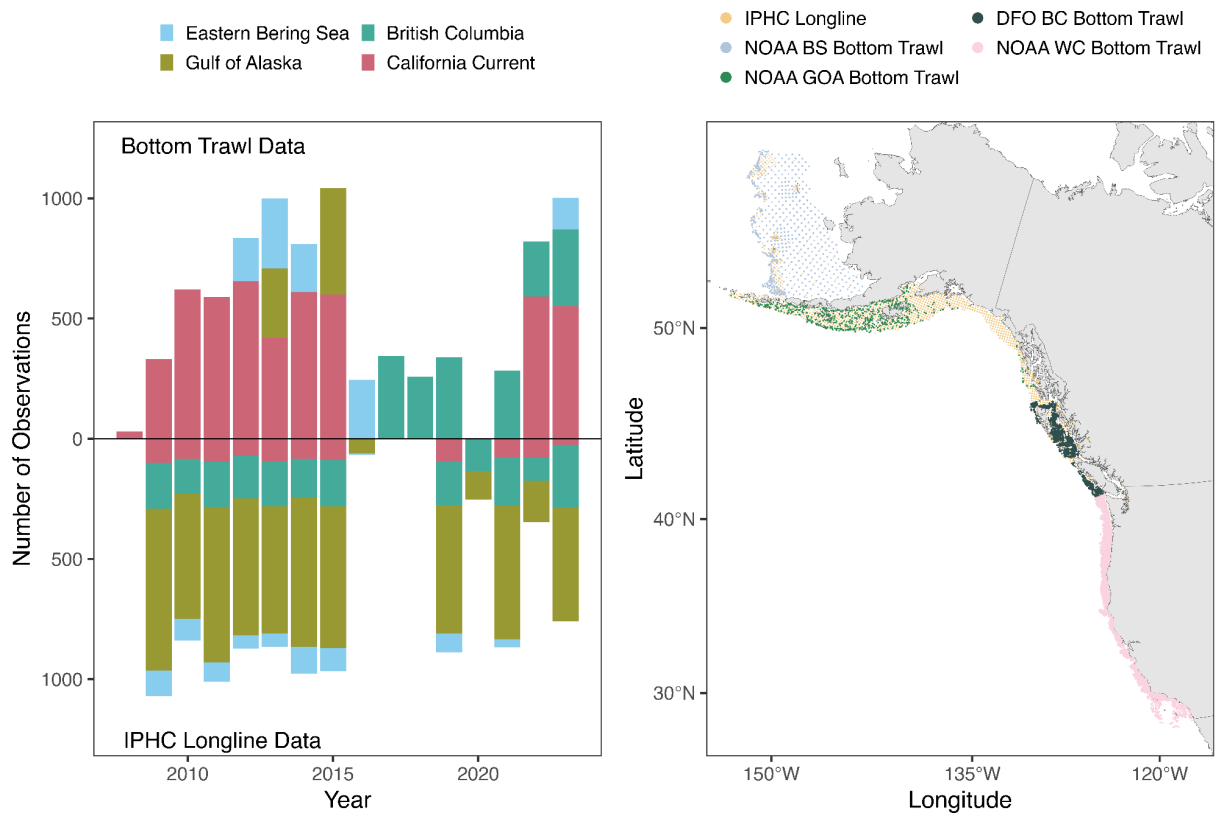 Eastern Bering Sea
British Columbia
Gulf of Alaska
California Current
Bottom Trawl Data
1000
500
0
500
1000
Number of Observations
IPHC Longline Data
2010
2015
2020
Year
IPHC Longline
DFO BC Bottom Trawl
NOAA BS Bottom Trawl
NOAA WC Bottom Trawl
NOAA GOA Bottom Trawl
50°N
40°N
30°N
Latitude
150°W
135°W
120°W
Longitude